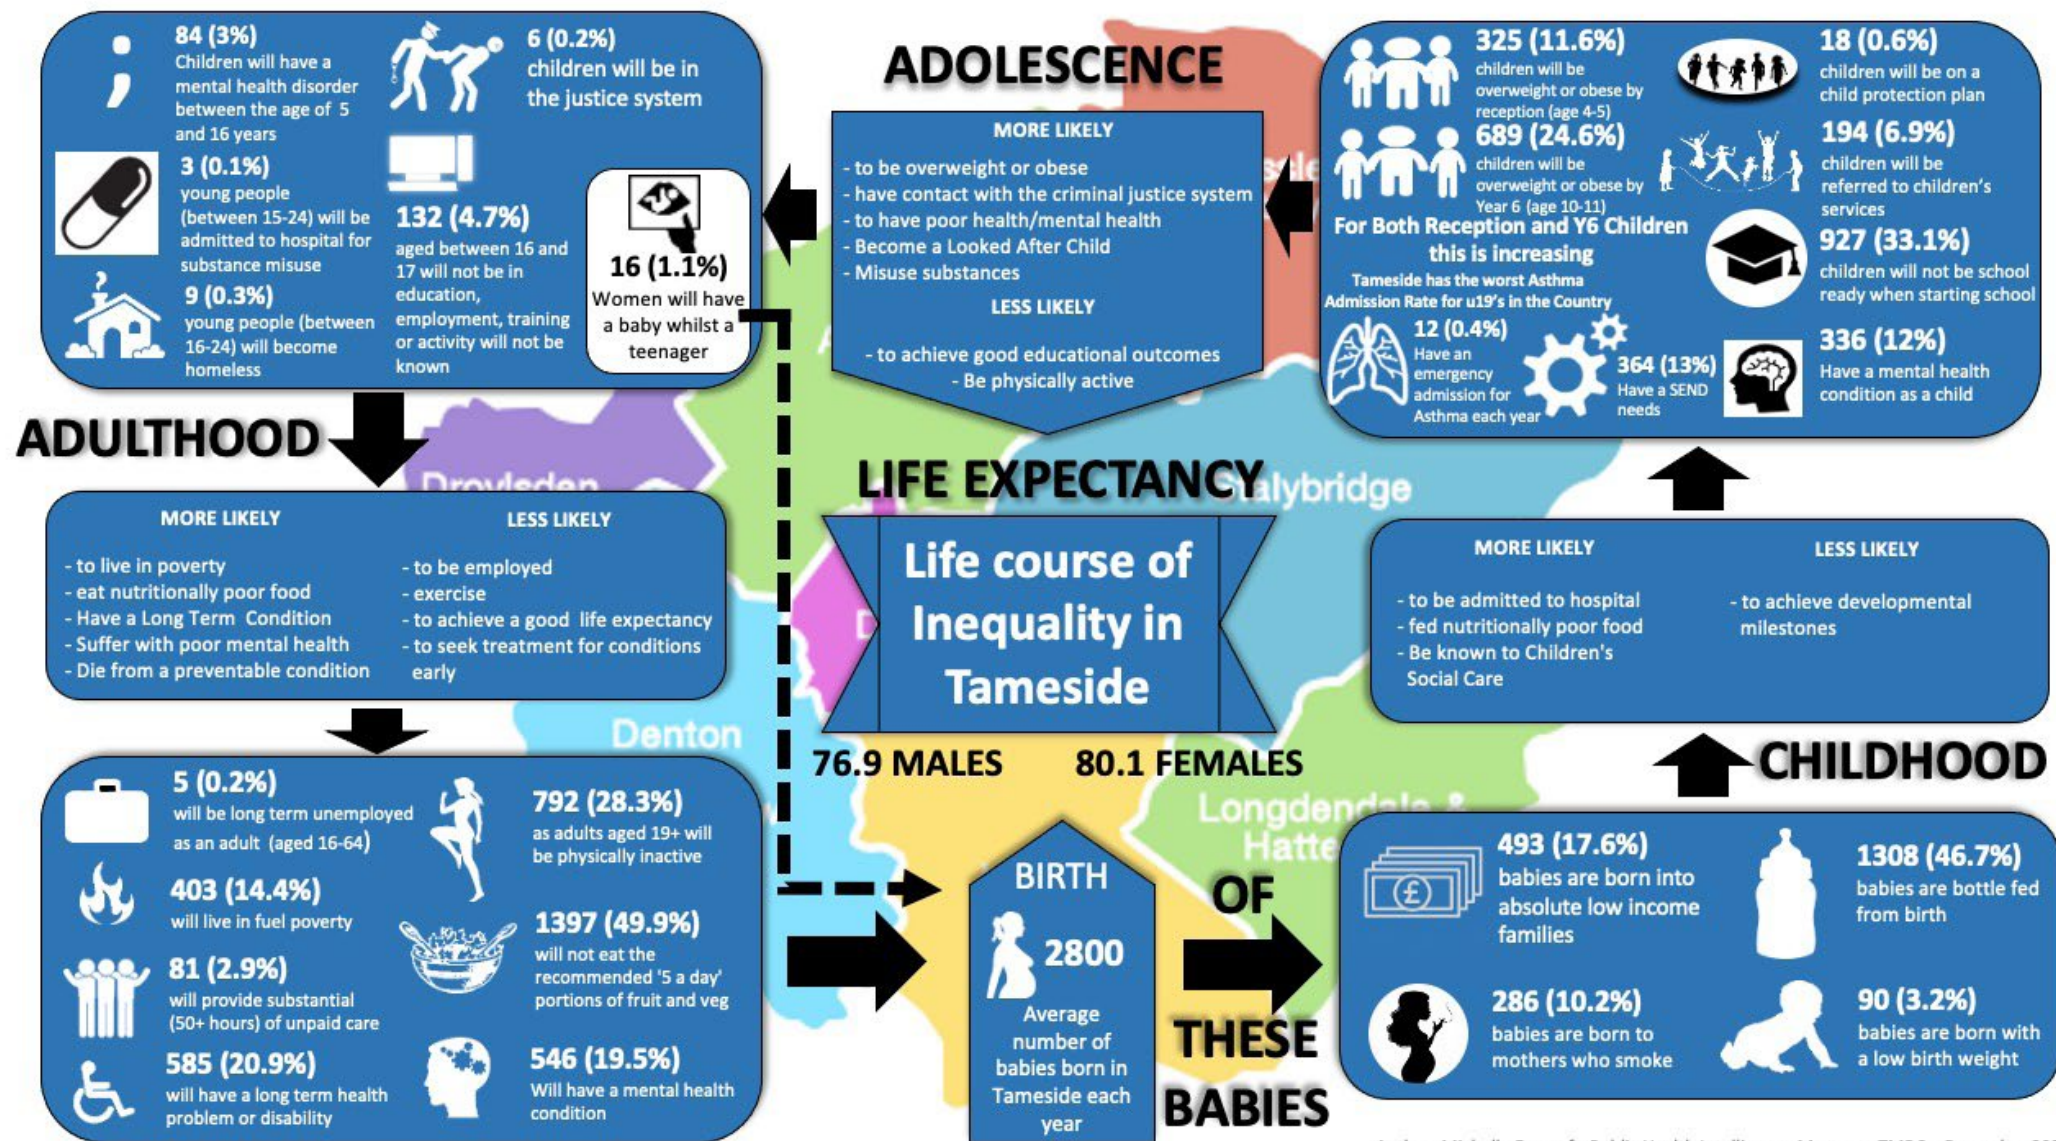 84 (3%)
Children will have a
mental health disorder
between the age of 5
and 16 years
6 (0.2%)
children will be in
the justice system
3 (0.1%)
young people
(between 15-24) will be
admitted to hospital for
substance misuse
132 (4.7%)
aged between 16 and
17 will not be in
education,
employment, training
or activity will not be
known
9 (0.3%)
young people (between
16-24) will become
homeless
16 (1.1%)
Women will have
a baby whilst a
teenager
ADOLESCENCE
MORE LIKELY
- to be overweight or obese
- have contact with the criminal justice system
- to have poor health/mental health
- Become a Looked After Child
- Misuse substances
LESS LIKELY
- to achieve good educational outcomes
- Be physically active
325 (11.6%)
children will be
overweight or obese by
reception (age 4-5)
689 (24.6%)
children will be
overweight or obese by
Year 6 (age 10-11)
For Both Reception and Y6 Children
this is increasing
Tameside has the worst Asthma
Admission Rate for u19's in the Country
12 (0.4%)
Have an
emergency
admission for
Asthma each year
364 (13%)
Have a SEND
needs
18 (0.6%)
children will be on a
child protection plan
194 (6.9%)
children will be
referred to children's
services
927 (33.1%)
children will not be school
ready when starting school
336 (12%)
Have a mental health
condition as a child
ADULTHOOD
MORE LIKELY
- to live in poverty
- eat nutritionally poor food
- Have a Long Term Condition
- Suffer with poor mental health
- Die from a preventable condition
LESS LIKELY
- to be employed
- exercise
- to achieve a good life expectancy
- to seek treatment for conditions
early
Droylsden
LIFE EXPECTANCY
Stalybridge
Life course of
Inequality in
Tameside
76.9 MALES 80.1 FEMALES
Denton
Longdendale &
Hatte
MORE LIKELY
- to be admitted to hospital
- fed nutritionally poor food
- Be known to Children's
Social Care
LESS LIKELY
- to achieve developmental
milestones
CHILDHOOD
5 (0.2%)
will be long term unemployed
as an adult (aged 16-64)
403 (14.4%)
will live in fuel poverty
81 (2.9%)
will provide substantial
(50+ hours) of unpaid care
585 (20.9%)
will have a long term health
problem or disability
792 (28.3%)
as adults aged 19+ will
be physically inactive
1397 (49.9%)
will not eat the
recommended '5 a day'
portions of fruit and veg
546 (19.5%)
Will have a mental health
condition
BIRTH
2800
Average
number of
babies born in
Tameside each
year
OF
THESE
BABIES
493 (17.6%)
babies are born into
absolute low income
families
1308 (46.7%)
babies are bottle fed
from birth
286 (10.2%)
babies are born to
mothers who smoke
90 (3.2%)
babies are born with
a low birth weight